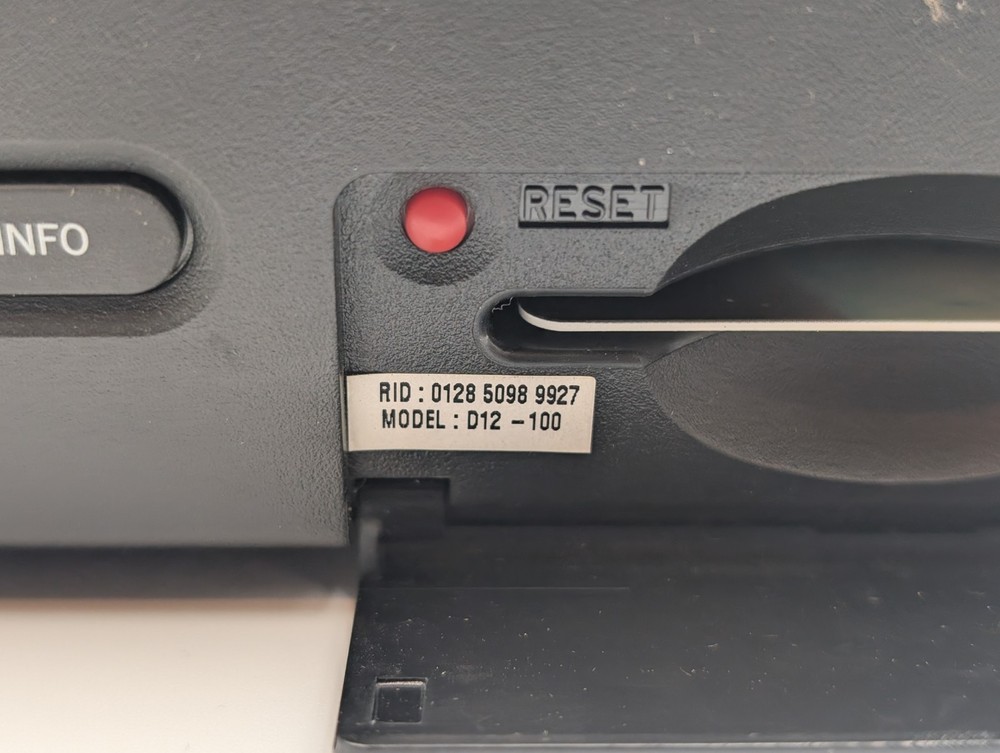 RESET
INFO
RID : 0128 5098 9927
MODEL : D12 -100